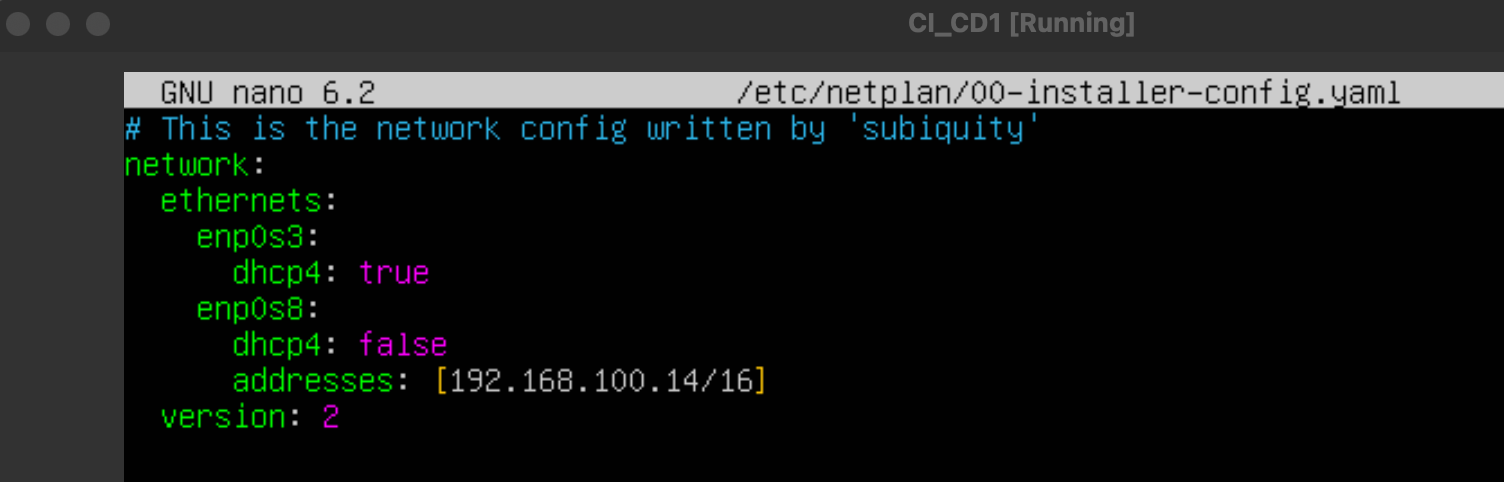 CI_CD1 [Running]
GNU nano 6.2 /etc/netplan/00-installer-config.yaml
# This is the network config written by 'subiquity'
network:
  ethernets:
    enp0s3:
      dhcp4: true
    enp0s8:
      dhcp4: false
      addresses: [192.168.100.14/16]
  version: 2